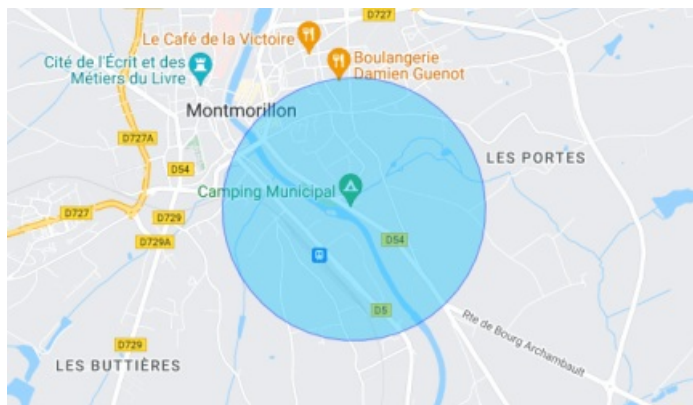 D727
Le Café de la Victoire
Boulangerie
Damien Guenot
Cité de l'Écrit et des
Métiers du Livre
Montmorillon
D727A
LES PORTES
D54
Camping Municipal
D727
D729
D729A
D54
D5
Rte de Bourg Archambault
D729
LES BUTTIÈRES